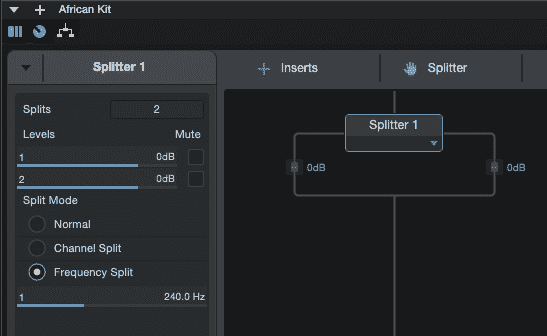 African Kit
Splitter 1
Inserts
Splitter
Splits
2
Levels
Mute
1
0dB
2
0dB
Split Mode
Normal
Channel Split
Frequency Split
1
240.0 Hz
Splitter 1
0dB
0dB